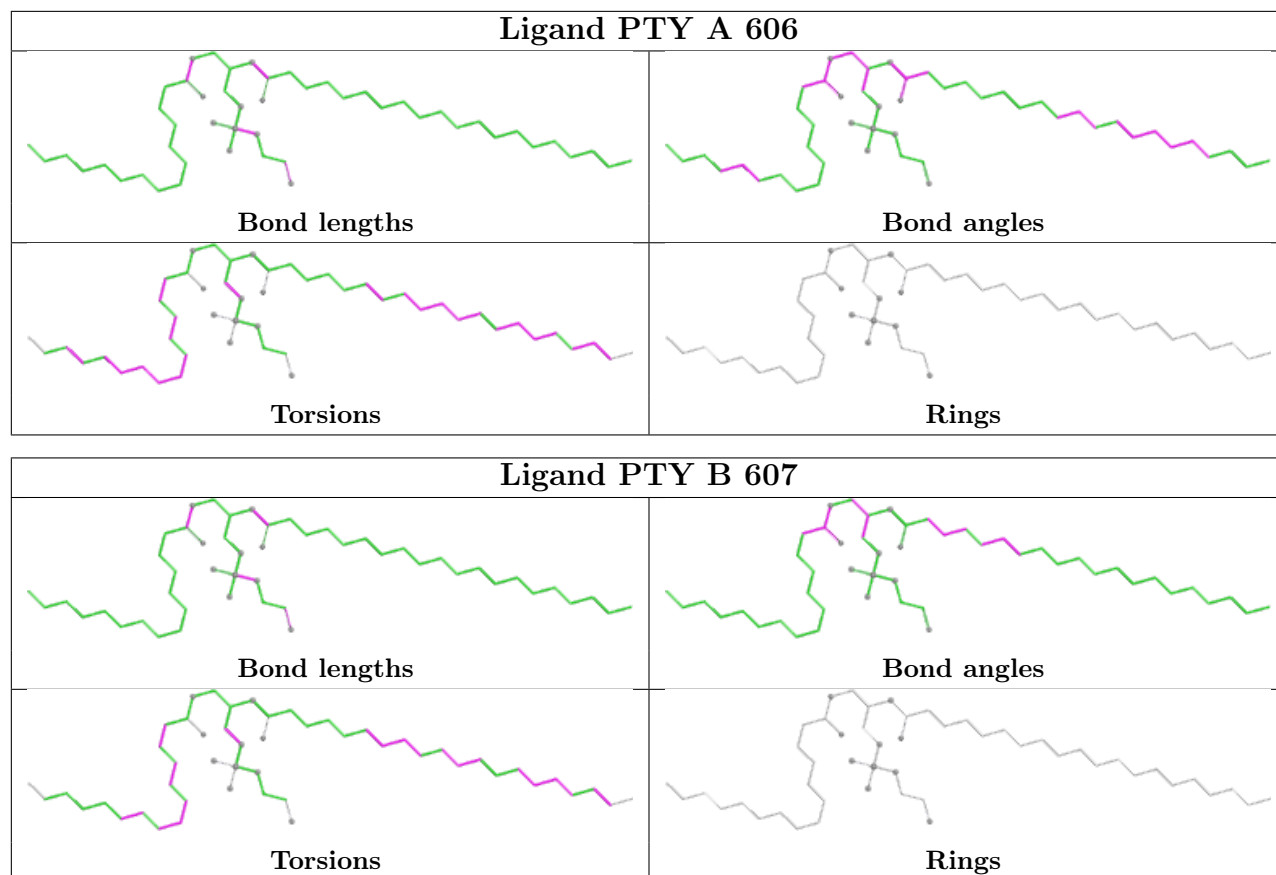 Ligand PTY A 606
Bond lengths
Bond angles
Torsions
Rings
Ligand PTY B 607
Bond lengths
Bond angles
Torsions
Rings